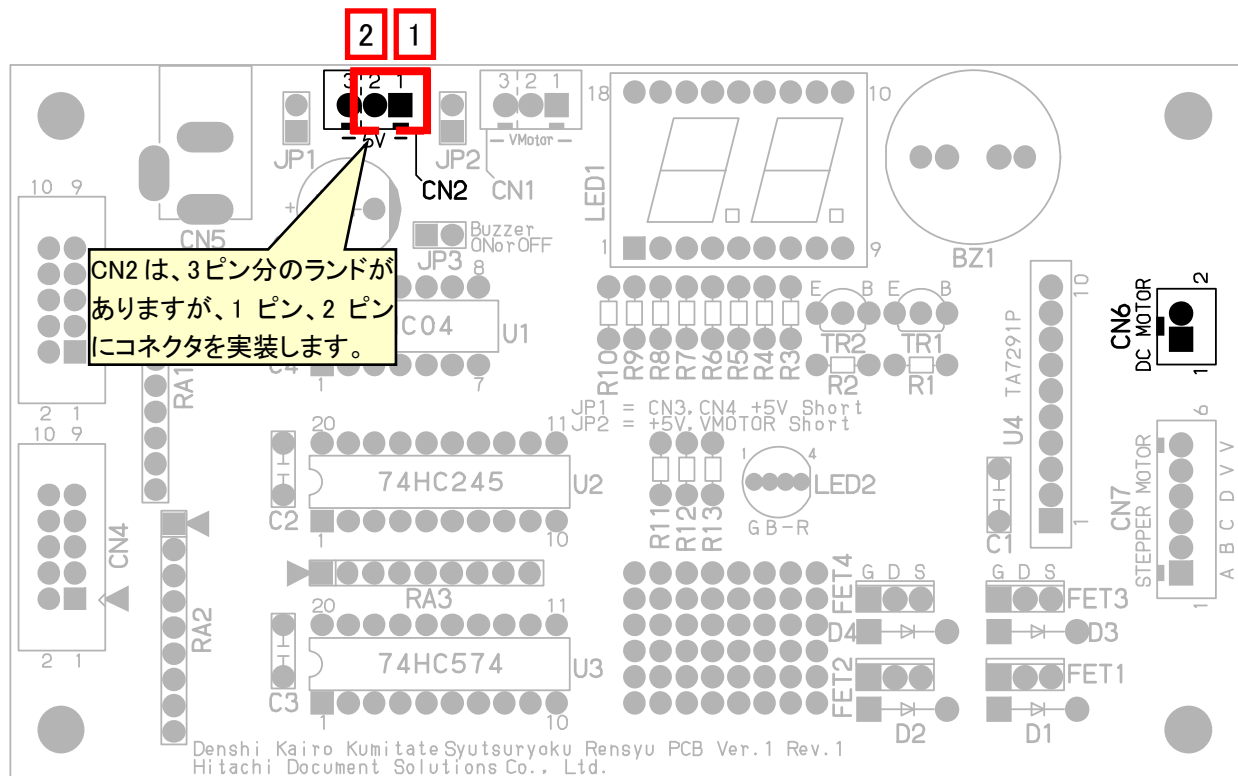 2 1
3 2 1
5V
CN2
JP1
JP2
3 2 1
VMotor
CN1
18
10
LED1
1
9
BZ1
10 9
CN5
+
Buzzer
ONorOFF
JP3
8
CN2 は、3 ピン分のランドが
ありますが、1 ピン、2 ピン
にコネクタを実装します。
C04
U1
C4
1
7
2 1
RA1
R10
R9
R8
R7
R6
R5
R4
R3
E B
TR2
R2
E B
TR1
R1
10
TA7291P
U4
1
CN6
DC MOTOR
2
1
JP1 = CN3,CN4 +5V Short
JP2 = +5V,VMOTOR Short
10 9
CN4
2 1
20
11
74HC245
U2
C2
1
10
R11
R12
R13
1
4
LED2
G B - R
C1
CN7
STEPPER MOTOR
6
A B C D V V
1
RA2
RA3
20
11
74HC574
U3
C3
1
10
FET4
G D S
D4
G D S
FET3
D3
FET2
D2
FET1
D1
Denshi Kairo Kumitate Syutsuryoku Rensyu PCB Ver.1 Rev.1
Hitachi Document Solutions Co., Ltd.